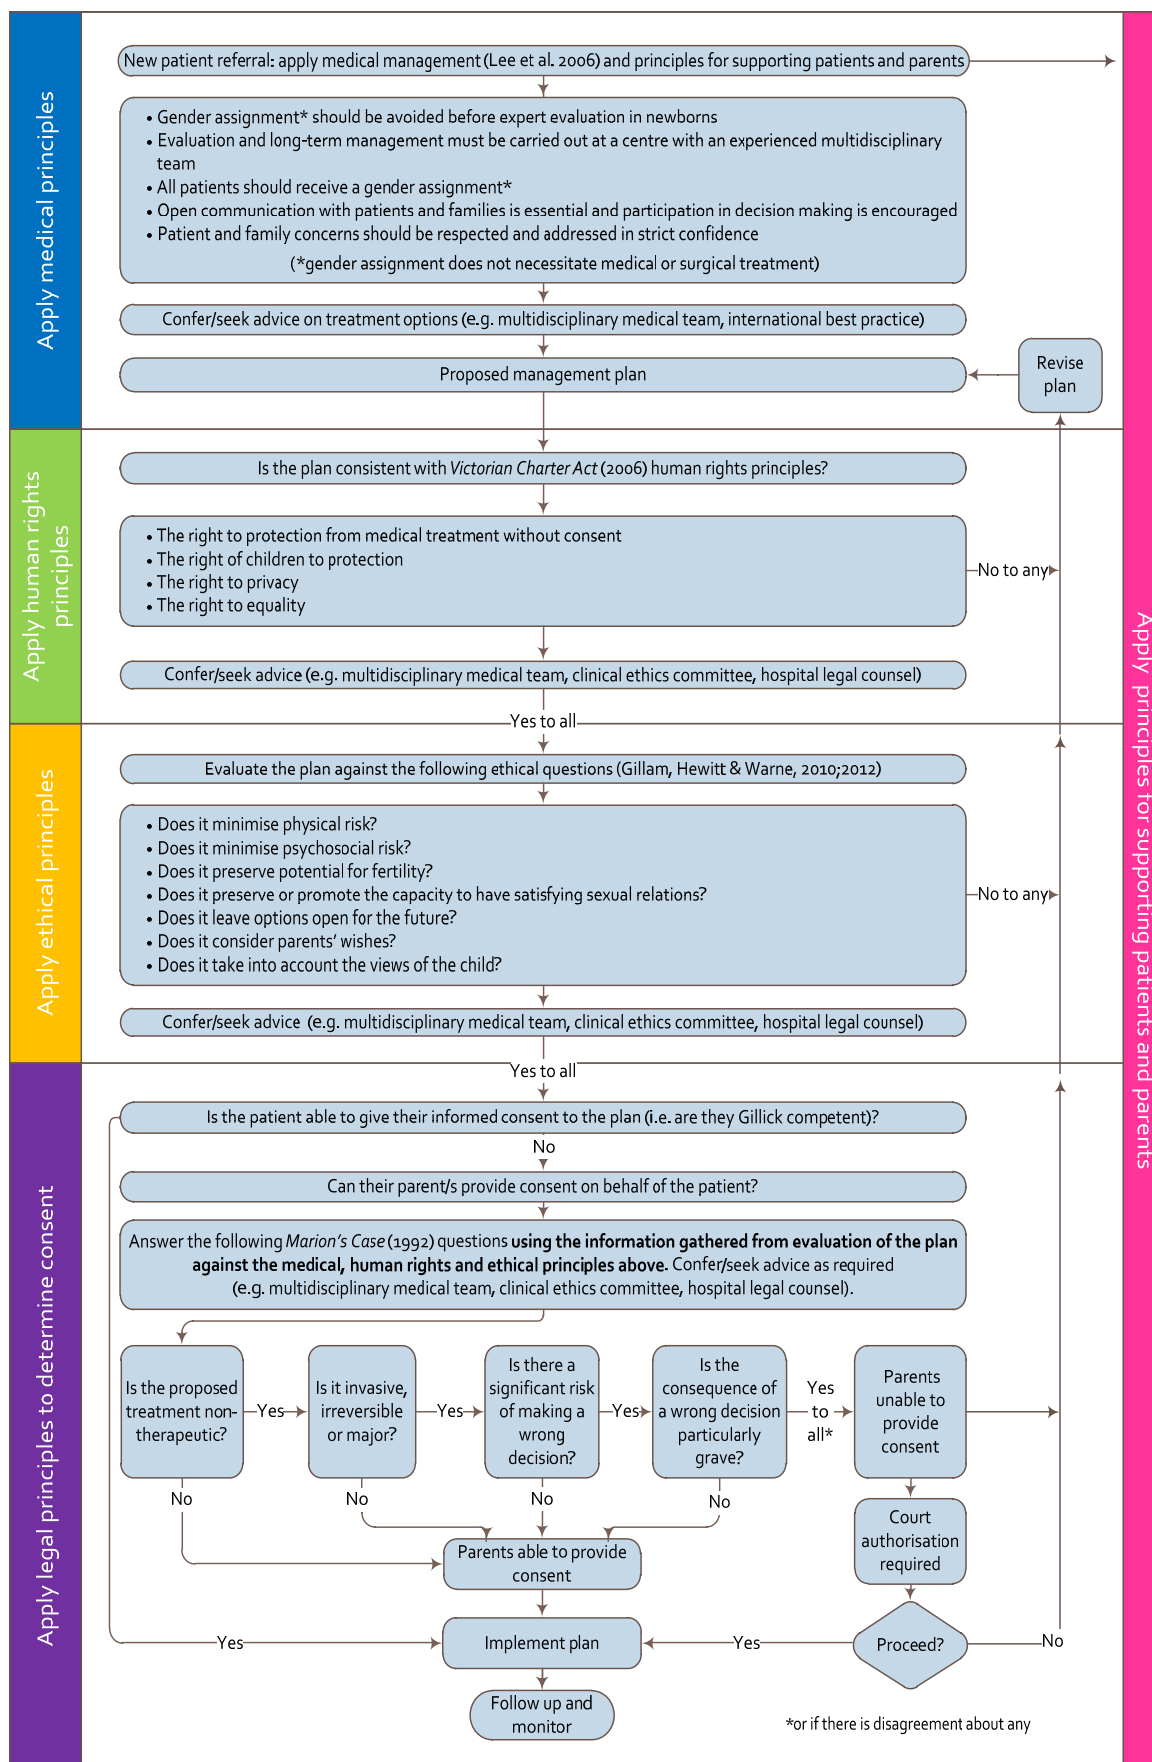 Apply medical principles
New patient referral: apply medical management (Lee et al. 2006) and principles for supporting patients and parents
• Gender assignment* should be avoided before expert evaluation in newborns
• Evaluation and long-term management must be carried out at a centre with an experienced multidisciplinary
team
• All patients should receive a gender assignment*
• Open communication with patients and families is essential and participation in decision making is encouraged
• Patient and family concerns should be respected and addressed in strict confidence
(*gender assignment does not necessitate medical or surgical treatment)
Confer/seek advice on treatment options (e.g. multidisciplinary medical team, international best practice)
Proposed management plan
Revise
plan
Apply human rights
principles
Is the plan consistent with Victorian Charter Act (2006) human rights principles?
• The right to protection from medical treatment without consent
• The right of children to protection
• The right to privacy
• The right to equality
No to any
Confer/seek advice (e.g. multidisciplinary medical team, clinical ethics committee, hospital legal counsel)
Yes to all
Apply ethical principles
Evaluate the plan against the following ethical questions (Gillam, Hewitt & Warne, 2010;2012)
• Does it minimise physical risk?
• Does it minimise psychosocial risk?
• Does it preserve potential for fertility?
• Does it preserve or promote the capacity to have satisfying sexual relations?
• Does it leave options open for the future?
• Does it consider parents' wishes?
• Does it take into account the views of the child?
No to any
Confer/seek advice (e.g. multidisciplinary medical team, clinical ethics committee, hospital legal counsel)
Yes to all
Apply legal principles to determine consent
Is the patient able to give their informed consent to the plan (i.e. are they Gillick competent)?
No
Can their parent/s provide consent on behalf of the patient?
Answer the following Marion's Case (1992) questions using the information gathered from evaluation of the plan
against the medical, human rights and ethical principles above. Confer/seek advice as required
(e.g. multidisciplinary medical team, clinical ethics committee, hospital legal counsel).
Is the proposed
treatment non-
therapeutic?
Yes
Is it invasive,
irreversible
or major?
Yes
Is there a
significant risk
of making a
wrong
decision?
Yes
Is the
consequence of
a wrong decision
particularly
grave?
Yes
to
all*
Parents
unable to
provide
consent
No
No
No
No
Court
authorisation
required
Parents able to provide
consent
Yes
Implement plan
Yes
Proceed?
No
Follow up and
monitor
*or if there is disagreement about any
Apply principles for supporting patients and parents